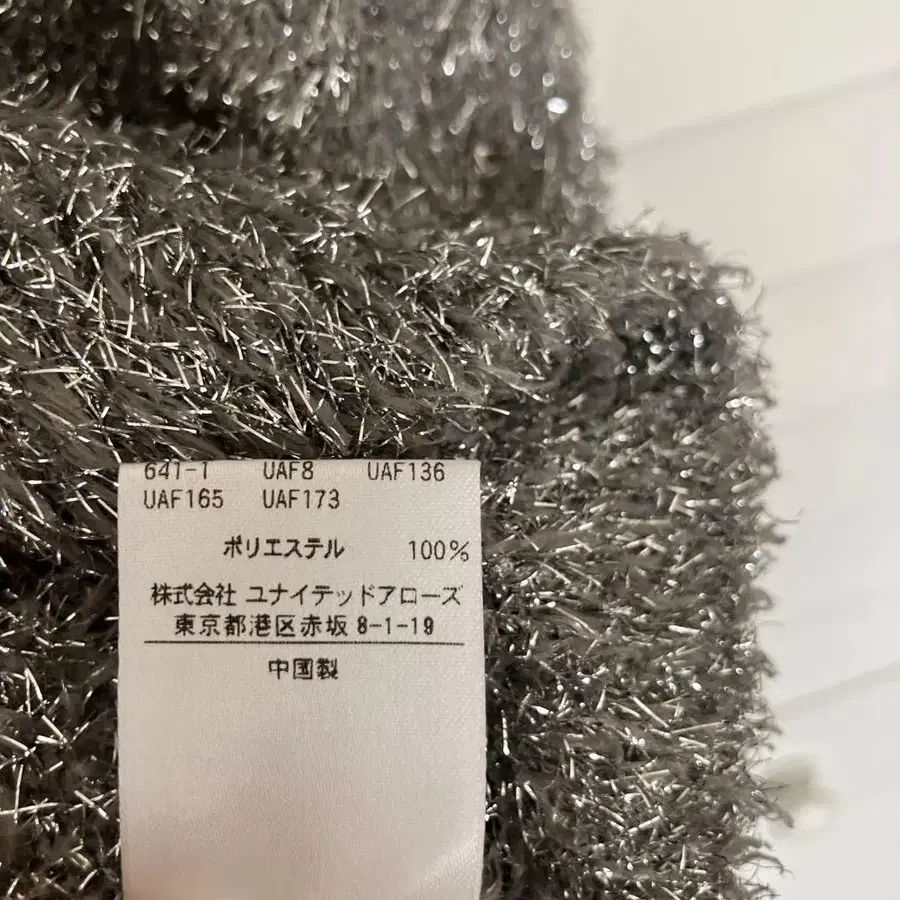 641-1 UAF8 UAF136
UAF165 UAF173
ポリエステル 100%
株式会社 ユナイテッドアローズ
東京都港区赤坂 8-1-19
中国製